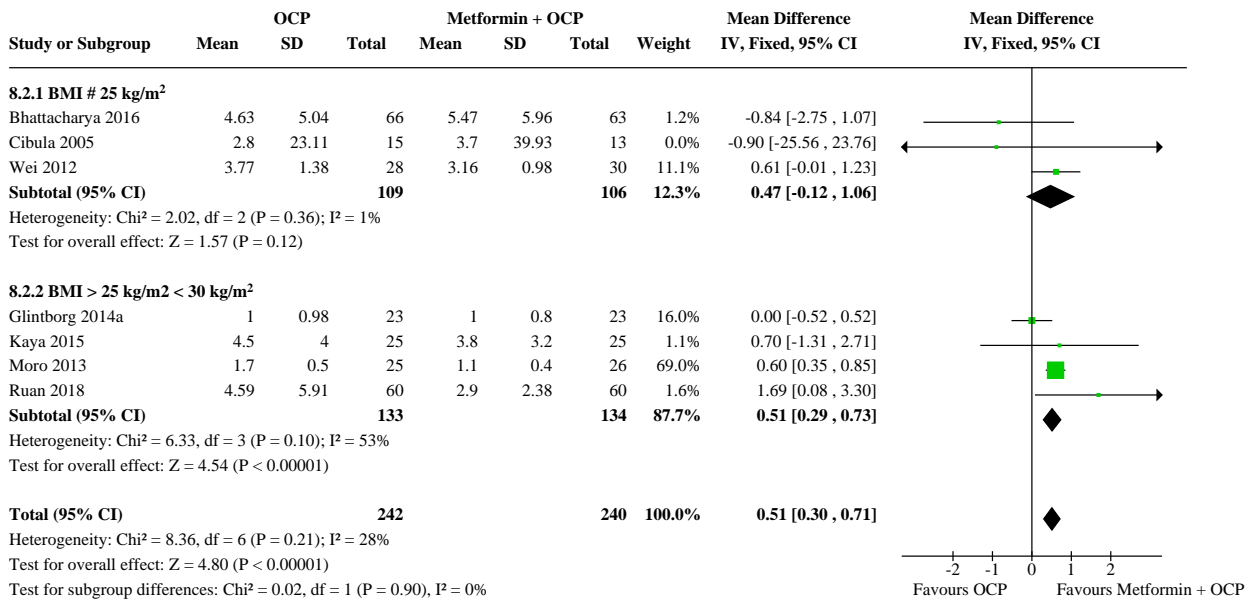 OCP Metformin + OCP Mean Difference Mean Difference
Study or Subgroup Mean SD Total Mean SD Total Weight IV, Fixed, 95% CI IV, Fixed, 95% CI
8.2.1 BMI # 25 kg/m²
Bhattacharya 2016 4.63 5.04 66 5.47 5.96 63 1.2% -0.84 [-2.75 , 1.07]
Cibula 2005 2.8 23.11 15 3.7 39.93 13 0.0% -0.90 [-25.56 , 23.76]
Wei 2012 3.77 1.38 28 3.16 0.98 30 11.1% 0.61 [-0.01 , 1.23]
Subtotal (95% CI) 109 106 12.3% 0.47 [-0.12 , 1.06]
Heterogeneity: Chi² = 2.02, df = 2 (P = 0.36); I² = 1%
Test for overall effect: Z = 1.57 (P = 0.12)
8.2.2 BMI > 25 kg/m2 < 30 kg/m²
Glintborg 2014a 1 0.98 23 1 0.8 23 16.0% 0.00 [-0.52 , 0.52]
Kaya 2015 4.5 4 25 3.8 3.2 25 1.1% 0.70 [-1.31 , 2.71]
Moro 2013 1.7 0.5 25 1.1 0.4 26 69.0% 0.60 [0.35 , 0.85]
Ruan 2018 4.59 5.91 60 2.9 2.38 60 1.6% 1.69 [0.08 , 3.30]
Subtotal (95% CI) 133 134 87.7% 0.51 [0.29 , 0.73]
Heterogeneity: Chi² = 6.33, df = 3 (P = 0.10); I² = 53%
Test for overall effect: Z = 4.54 (P < 0.00001)
Total (95% CI) 242 240 100.0% 0.51 [0.30 , 0.71]
Heterogeneity: Chi² = 8.36, df = 6 (P = 0.21); I² = 28%
Test for overall effect: Z = 4.80 (P < 0.00001)
-2 -1 0 1 2
Test for subgroup differences: Chi² = 0.02, df = 1 (P = 0.90), I² = 0% Favours OCP Favours Metformin + OCP